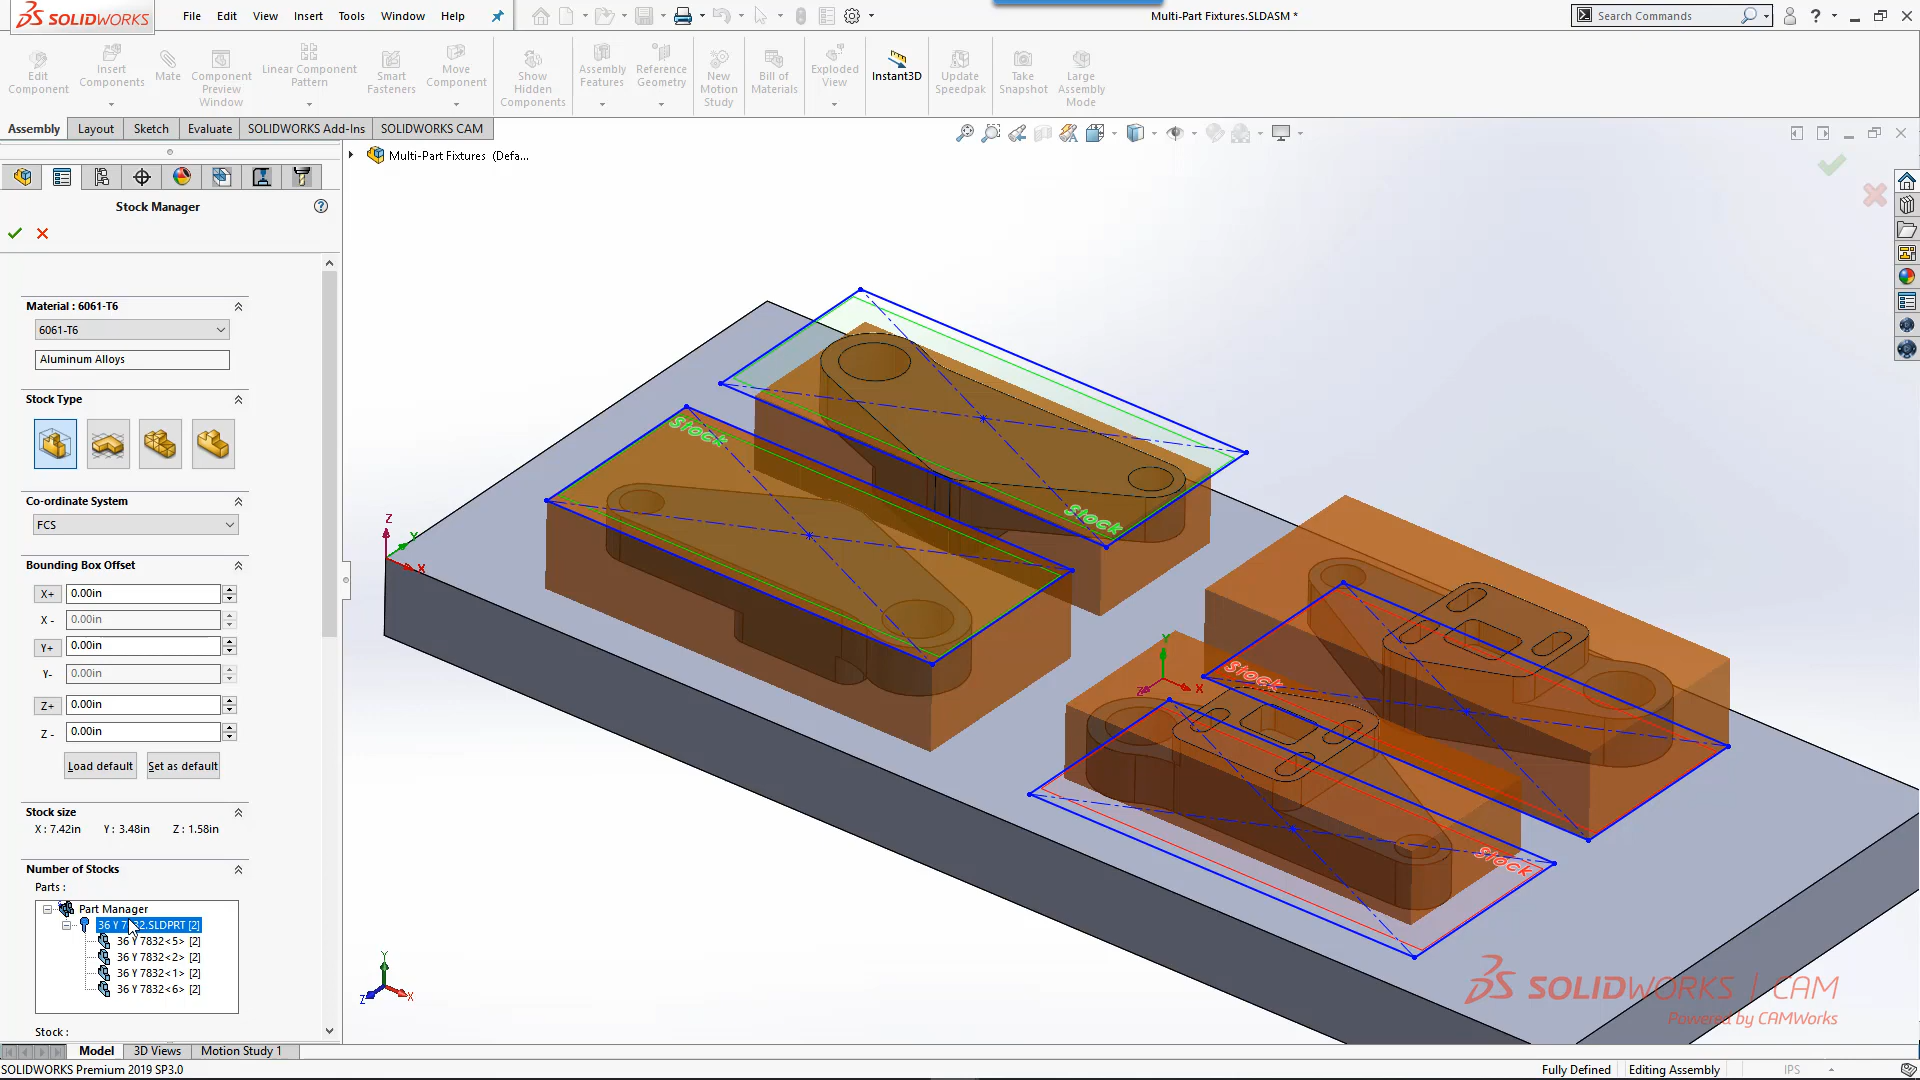 SOLIDWORKS
File Edit View Insert Tools Window Help
Multi-Part Fixtures.SLDASM *
Search Commands
Edit Component
Insert Components
Mate
Component Preview Window
Linear Component Pattern
Smart Fasteners
Move Component
Show Hidden Components
Assembly Features
Reference Geometry
New Motion Study
Bill of Materials
Exploded View
Instant3D
Update Speedpak
Take Snapshot
Large Assembly Mode
Assembly Layout Sketch Evaluate SOLIDWORKS Add-Ins SOLIDWORKS CAM
Multi-Part Fixtures (Defa...
Stock Manager
Material : 6061-T6
6061-T6
Aluminum Alloys
Stock Type
Co-ordinate System
FCS
Bounding Box Offset
X+ 0.00in
X - 0.00in
Y+ 0.00in
Y- 0.00in
Z+ 0.00in
Z - 0.00in
Load default Set as default
Stock size
X : 7.42in Y : 3.48in Z : 1.58in
Number of Stocks
Parts :
Part Manager
36 Y 7832.SLDPRT [2]
36 Y 7832<5> [2]
36 Y 7832<2> [2]
36 Y 7832<1> [2]
36 Y 7832<6> [2]
Stock :
Stock
Stock
Stock
Stock
Z
Y
X
Y
Z
X
Y
Z
X
SOLIDWORKS | CAM
Powered by CAMWorks
Model 3D Views Motion Study 1
SOLIDWORKS Premium 2019 SP3.0
Fully Defined Editing Assembly IPS